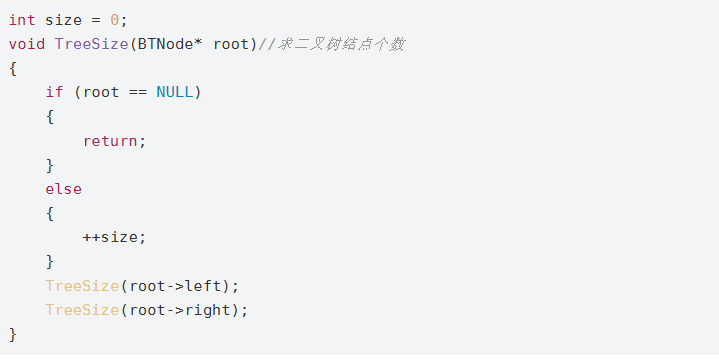 int size = 0;
void TreeSize(BTNode* root)//求二叉树结点个数
{
    if (root == NULL)
    {
        return;
    }
    else
    {
        ++size;
    }
    TreeSize(root->left);
    TreeSize(root->right);
}